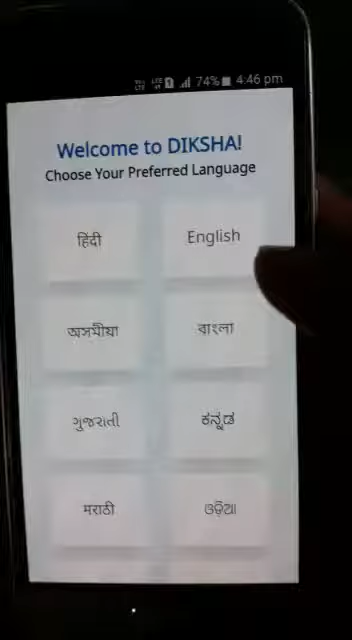 74% 4:46 pm
Welcome to DIKSHA!
Choose Your Preferred Language
हिंदी English
অসমীয়া বাংলা
ગુજરાતી ಕನ್ನಡ
मराठी ଓଡ଼ିଆ